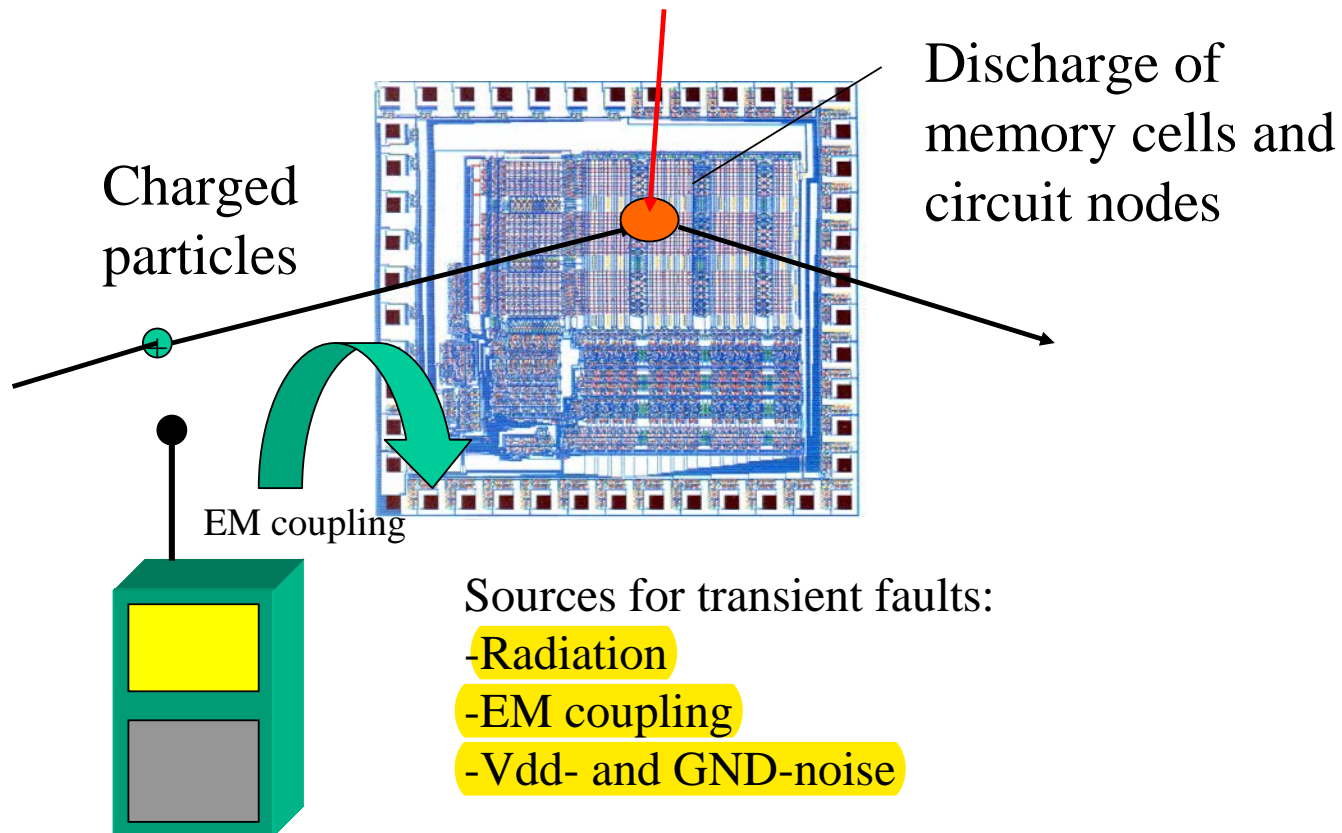 Discharge of
memory cells and
circuit nodes
Charged
particles
+
EM coupling
Sources for transient faults:
-Radiation
-EM coupling
-Vdd- and GND-noise